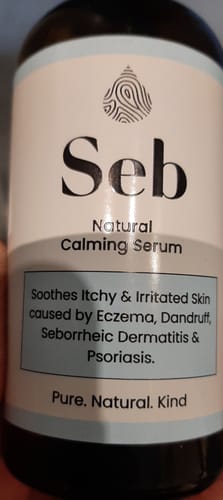 Seb
Natural
Calming Serum
Soothes Itchy & Irritated Skin
caused by Eczema, Dandruff,
Seborrheic Dermatitis &
Psoriasis.
Pure. Natural. Kind